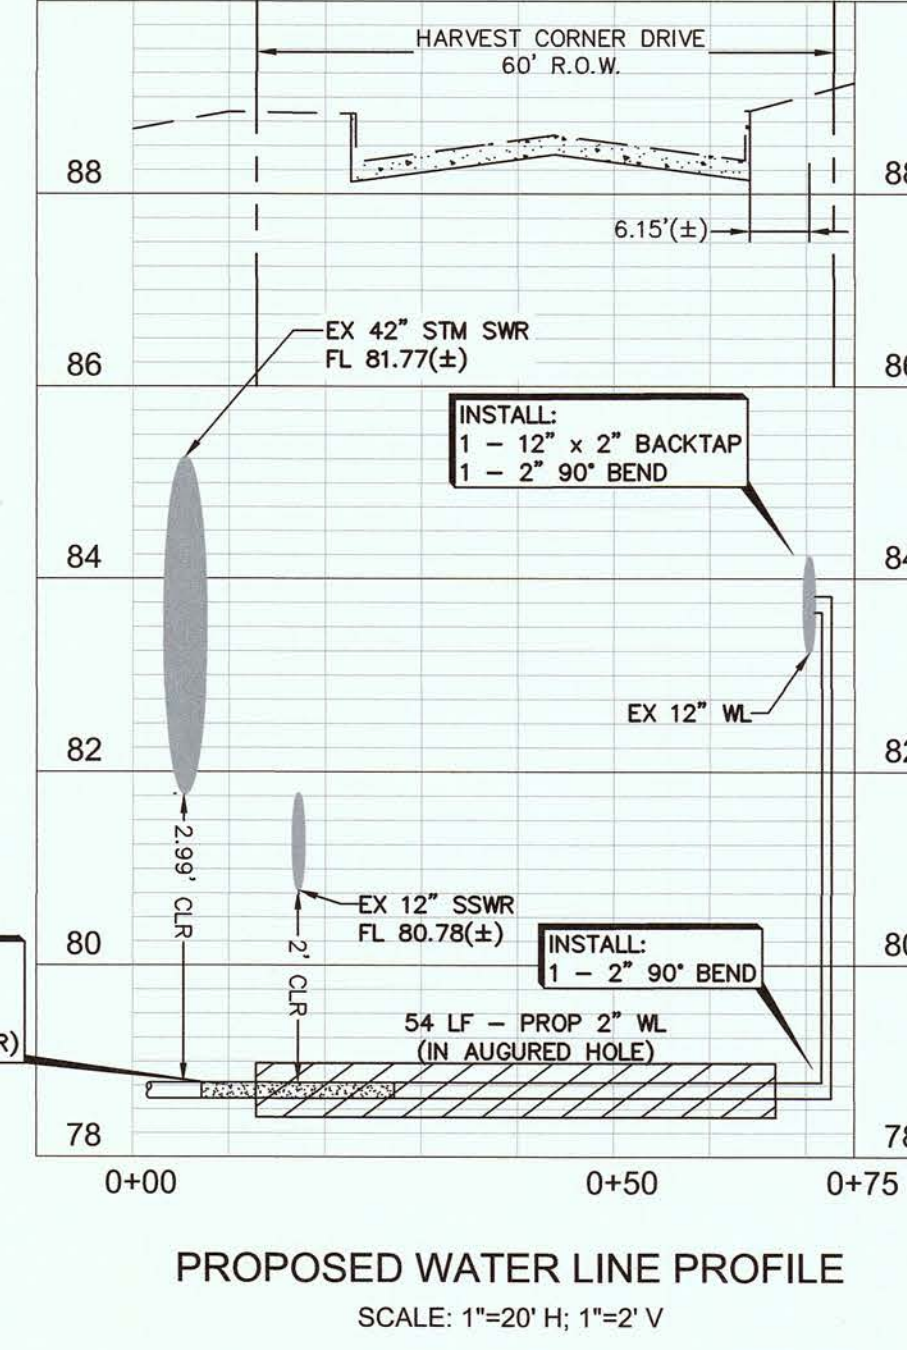 HARVEST CORNER DRIVE
60' R.O.W.
88
88
6.15'(±)
EX 42" STM SWR
FL 81.77(±)
86
86
INSTALL:
1 – 12" x 2" BACKTAP
1 – 2" 90° BEND
84
84
EX 12" WL
82
82
2.99' CLR
EX 12" SSWR
FL 80.78(±)
2' CLR
80
80
INSTALL:
1 – 2" 90° BEND
R)
54 LF – PROP 2" WL
(IN AUGURED HOLE)
78
78
0+00
0+50
0+75
PROPOSED WATER LINE PROFILE
SCALE: 1"=20' H; 1"=2' V